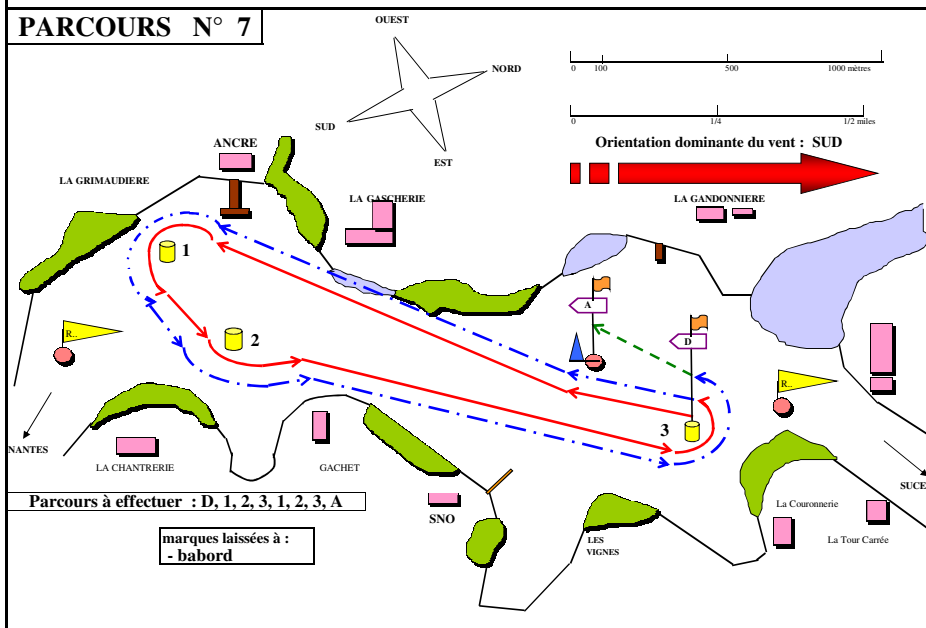 PARCOURS N° 7
OUEST
NORD
SUD
EST
0 100 500 1000 mètres
0 1/4 1/2 miles
Orientation dominante du vent : SUD
ANCRE
LA GRIMAUDIERE
LA GASCHERIE
LA GANDONNIERE
1
2
3
A
D
R..
R..
NANTES
LA CHANTRERIE
GACHET
SUCE
Parcours à effectuer : D, 1, 2, 3, 1, 2, 3, A
SNO
La Couronnerie
La Tour Carrée
LES
VIGNES
marques laissées à :
- babord